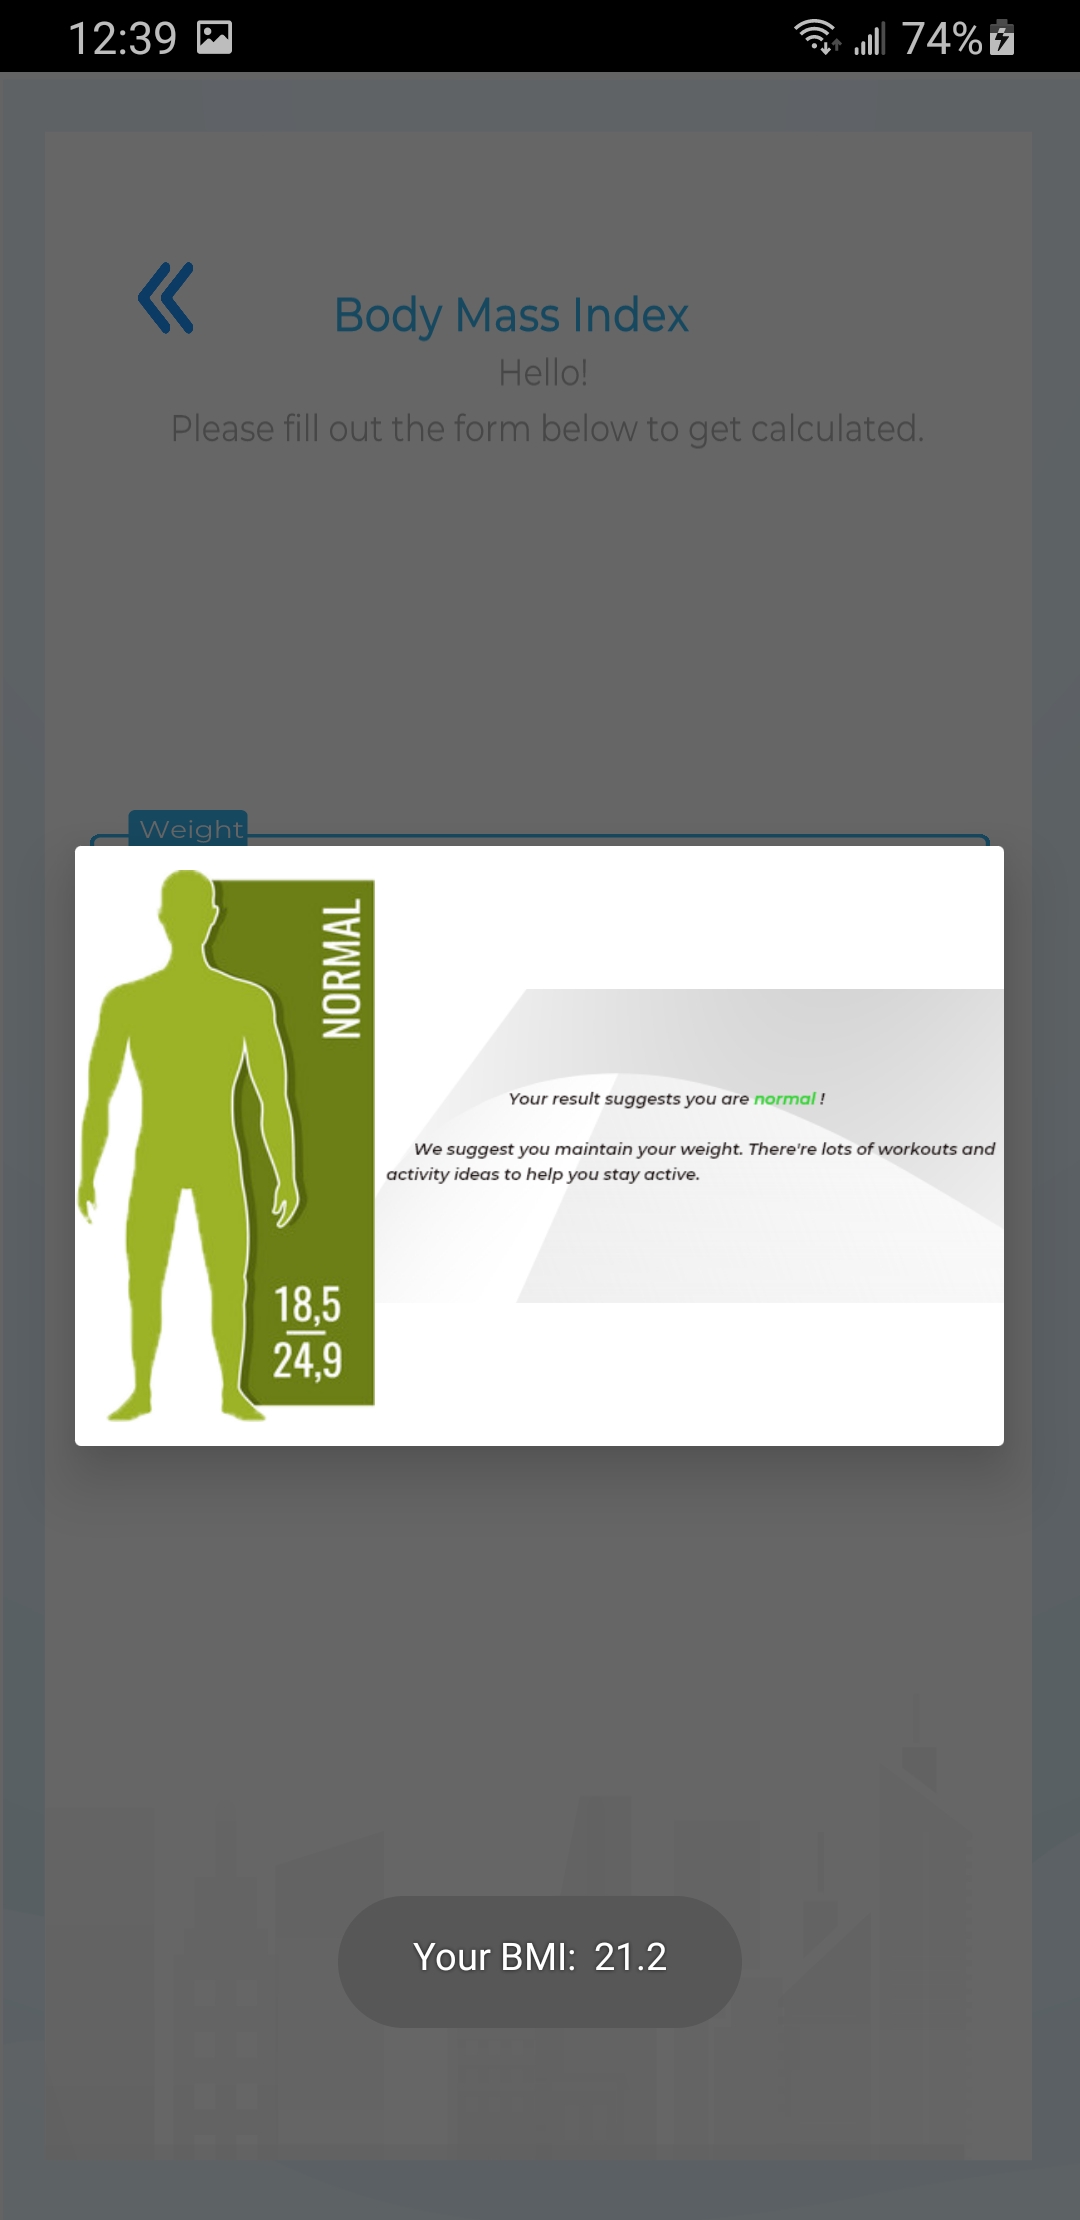 12:39 74%
Body Mass Index
Hello!
Please fill out the form below to get calculated.
Weight
NORMAL
Your result suggests you are normal !
We suggest you maintain your weight. There're lots of workouts and
activity ideas to help you stay active.
18,5
24,9
Your BMI: 21.2